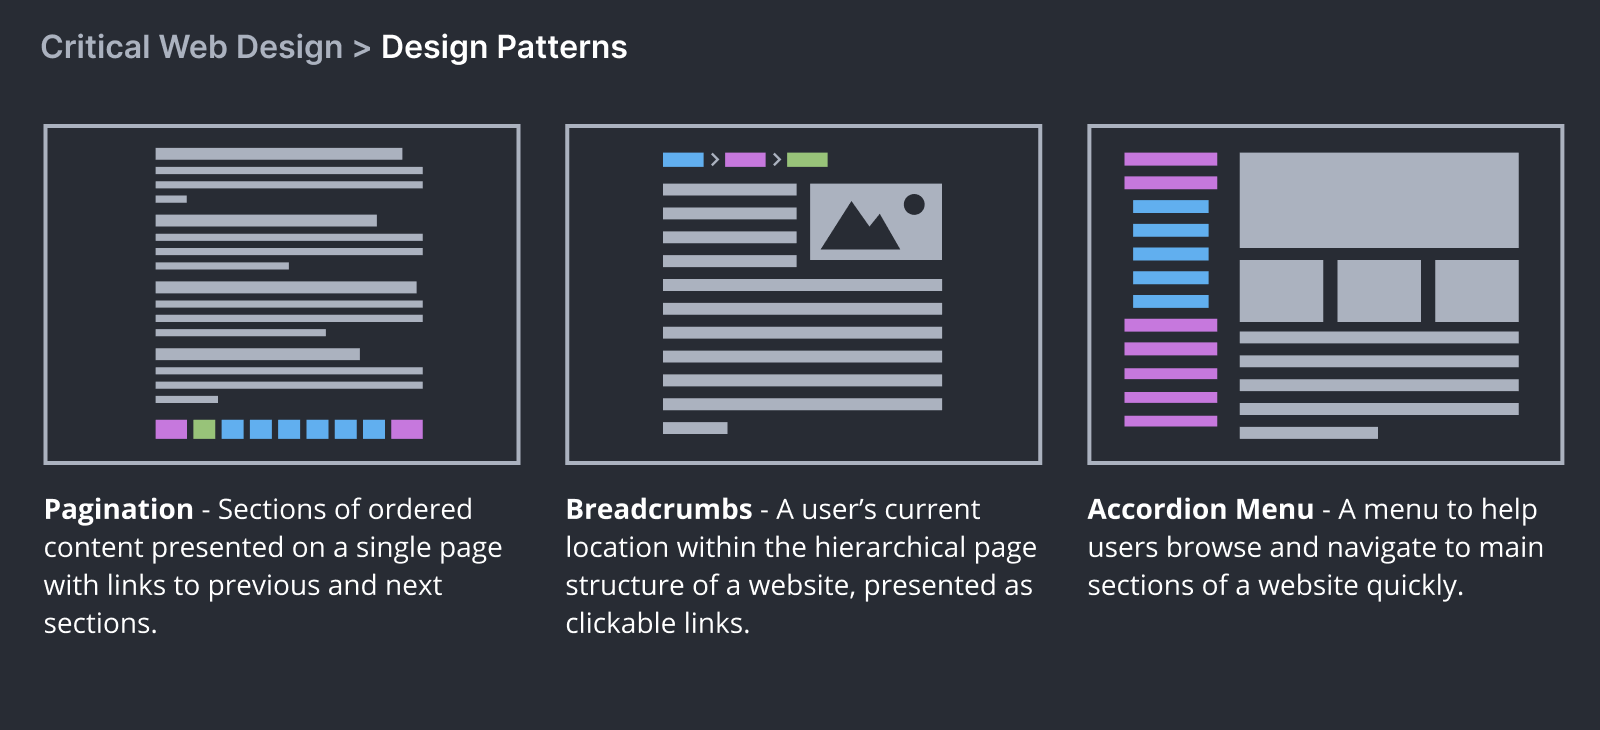 Critical Web Design > Design Patterns
Pagination - Sections of ordered
content presented on a single page
with links to previous and next
sections.
Breadcrumbs - A user’s current
location within the hierarchical page
structure of a website, presented as
clickable links.
Accordion Menu - A menu to help
users browse and navigate to main
sections of a website quickly.